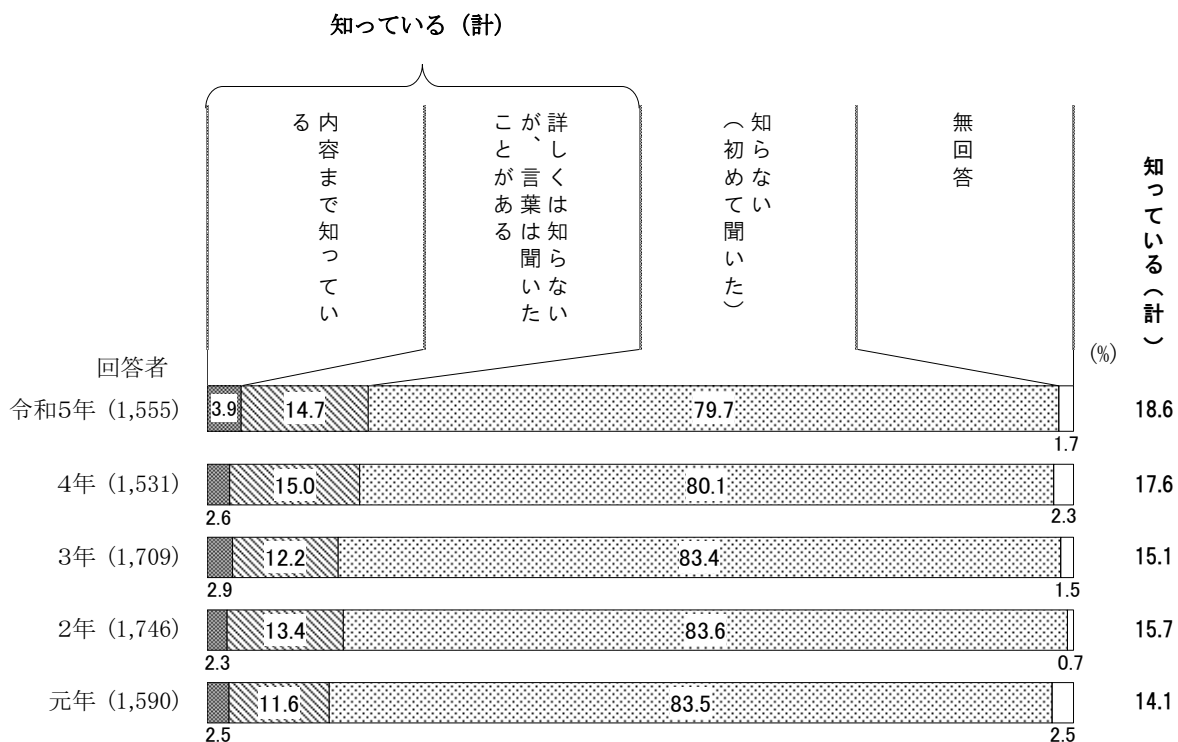 知っている（計）
内容まで知ってい
る
詳しくは知らない
が、言葉は聞いた
ことがある
知らない
（初めて聞いた）
無回答
知っている（計）
(%)
回答者
令和5年 (1,555) 3.9 14.7 79.7 18.6
1.7
4年 (1,531) 15.0 80.1 17.6
2.6 2.3
3年 (1,709) 12.2 83.4 15.1
2.9 1.5
2年 (1,746) 13.4 83.6 15.7
2.3 0.7
元年 (1,590) 11.6 83.5 14.1
2.5 2.5